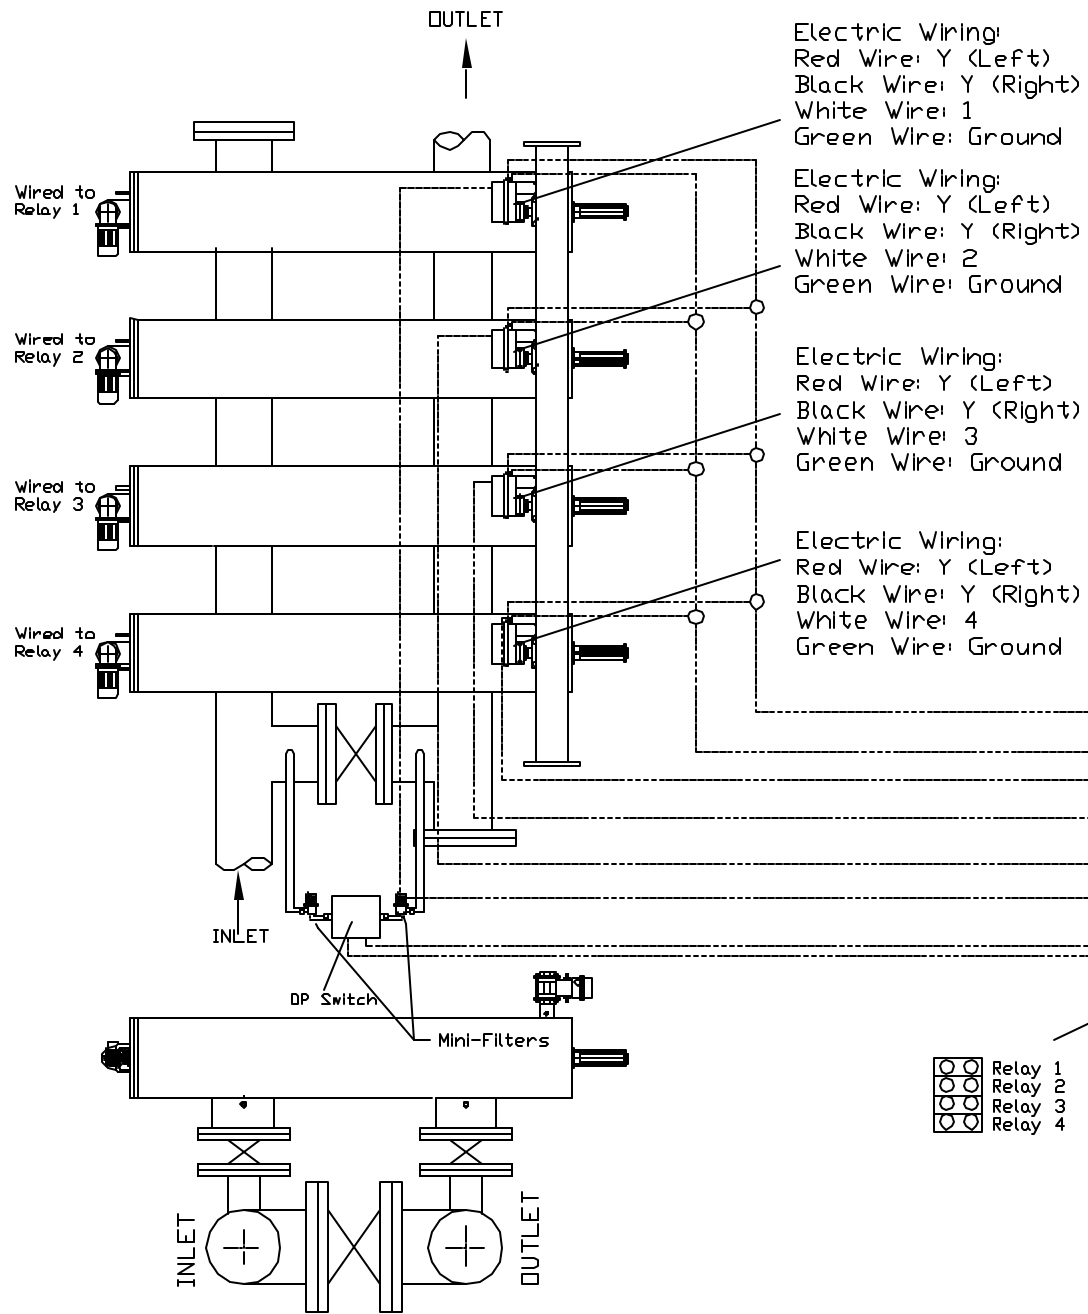 OUTLET
Electric Wiring:
Red Wire: Y (Left)
Black Wire: Y (Right)
White Wire: 1
Green Wire: Ground
Wired to
Relay 1
Electric Wiring:
Red Wire: Y (Left)
Black Wire: Y (Right)
White Wire: 2
Green Wire: Ground
Wired to
Relay 2
Electric Wiring:
Red Wire: Y (Left)
Black Wire: Y (Right)
White Wire: 3
Green Wire: Ground
Wired to
Relay 3
Electric Wiring:
Red Wire: Y (Left)
Black Wire: Y (Right)
White Wire: 4
Green Wire: Ground
Wired to
Relay 4
INLET
DP Switch
Mini-Filters
Relay 1
Relay 2
Relay 3
Relay 4
INLET
OUTLET